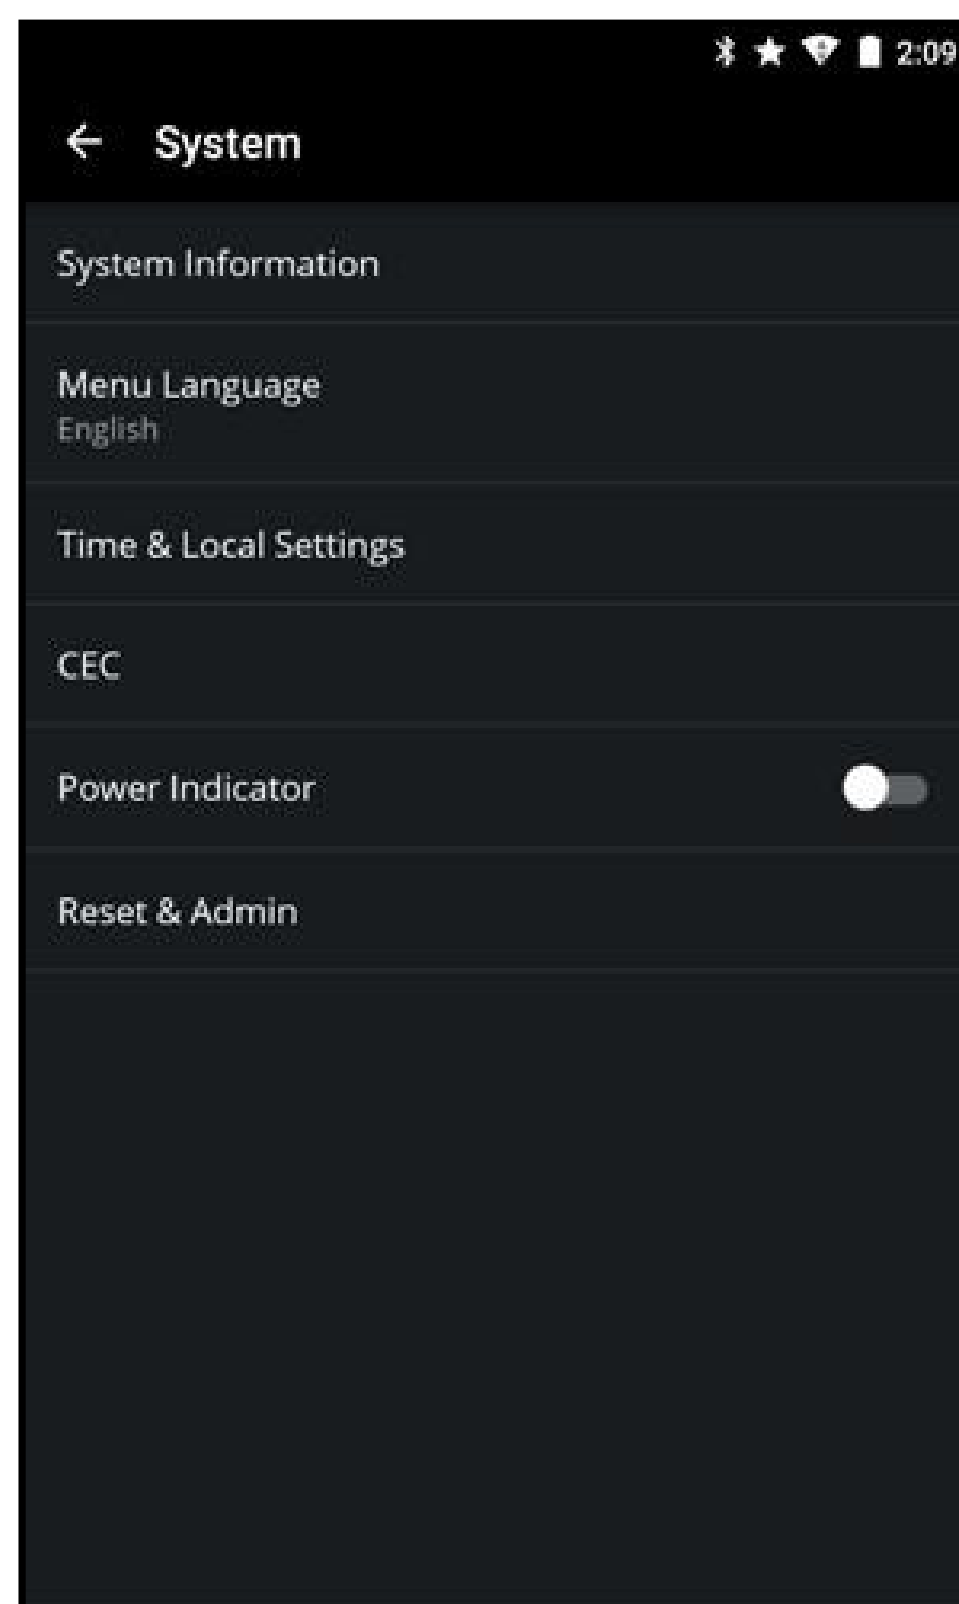 2:09
System
System Information
Menu Language
English
Time & Local Settings
CEC
Power Indicator
Reset & Admin